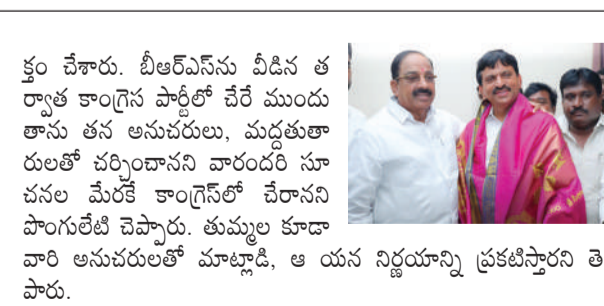 క్తం చేశారు. బీఆర్ఎస్‌ను వీడిన త
ర్వాత కాంగ్రెస పార్టీలో చేరే ముందు
తాను తన అనుచరులు, మద్దతుతా
రులతో చర్చించానని వారందరి సూ
చనల మేరకే కాంగ్రెస్‌లో చేరానని
పొంగులేటి చెప్పారు. తుమ్మల కూడా
వారి అనుచరులతో మాట్లాడి, ఆ యన నిర్ణయాన్ని ప్రకటిస్తారని తె
పారు.